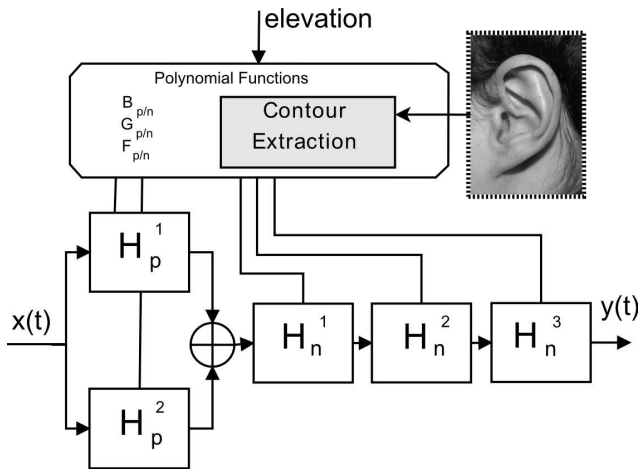 elevation
Polynomial Functions
B p/n
G p/n
F p/n
Contour
Extraction
H p 1
x(t)
H n 1
H n 2
H n 3
y(t)
H p 2